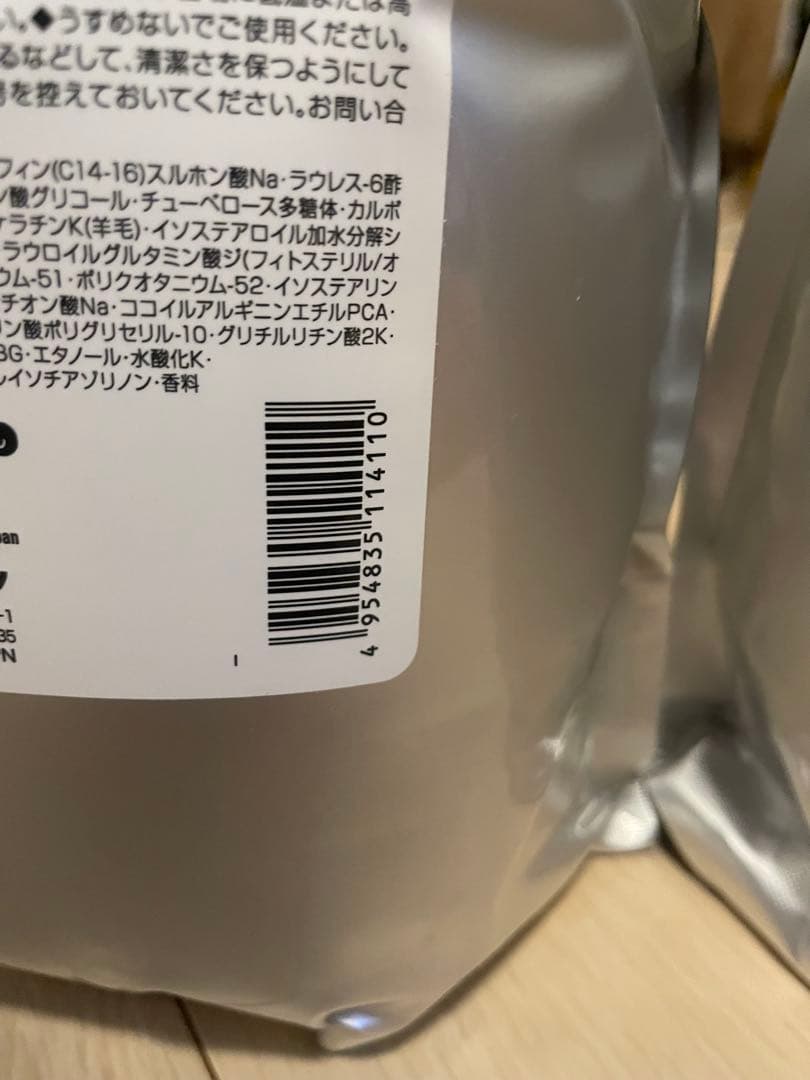 い。◆うすめないでご使用ください。
るなどして、清潔さを保つようにして
を控えておいてください。お問い合
フィン(C14-16)スルホン酸Na・ラウレス-6酢
ン酸グリコール・チューベロース多糖体・カルボ
ケラチンK(羊毛)・イソステアロイル加水分解シ
ラウロイルグルタミン酸ジ(フィトステリル/オ
ウム-51・ポリクオタニウム-52・イソステアリン
チオン酸Na・ココイルアルギニンエチルPCA・
リン酸ポリグリセリル-10・グリチルリチン酸2K・
BG・エタノール・水酸化K・
イソチアゾリノン・香料
4 954835 114110
pan
-1
35
I